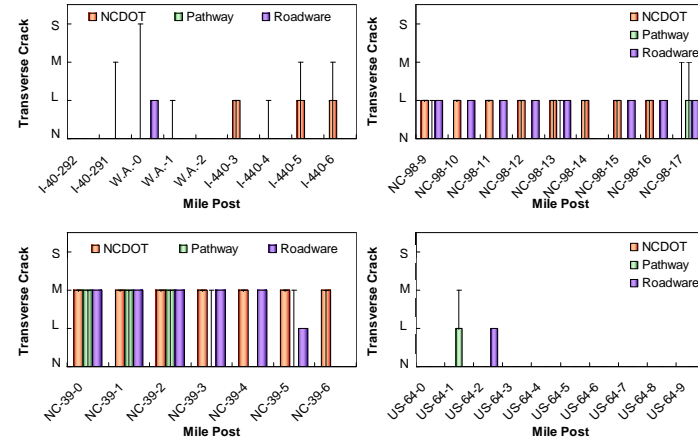 NCDOT Pathway Roadware
Transverse Crack
S
M
L
N
I-40-292
I-40-291
W.A.-0
W.A.-1
W.A.-2
I-440-3
I-440-4
I-440-5
I-440-6
Mile Post
NCDOT
Pathway
Roadware
Transverse Crack
S
M
L
N
NC-98-9
NC-98-10
NC-98-11
NC-98-12
NC-98-13
NC-98-14
NC-98-15
NC-98-16
NC-98-17
Mile Post
NCDOT Pathway Roadware
Transverse Crack
S
M
L
N
NC-39-0
NC-39-1
NC-39-2
NC-39-3
NC-39-4
NC-39-5
NC-39-6
Mile Post
NCDOT
Pathway
Roadware
Transverse Crack
S
M
L
N
US-64-0
US-64-1
US-64-2
US-64-3
US-64-4
US-64-5
US-64-6
US-64-7
US-64-8
US-64-9
Mile Post